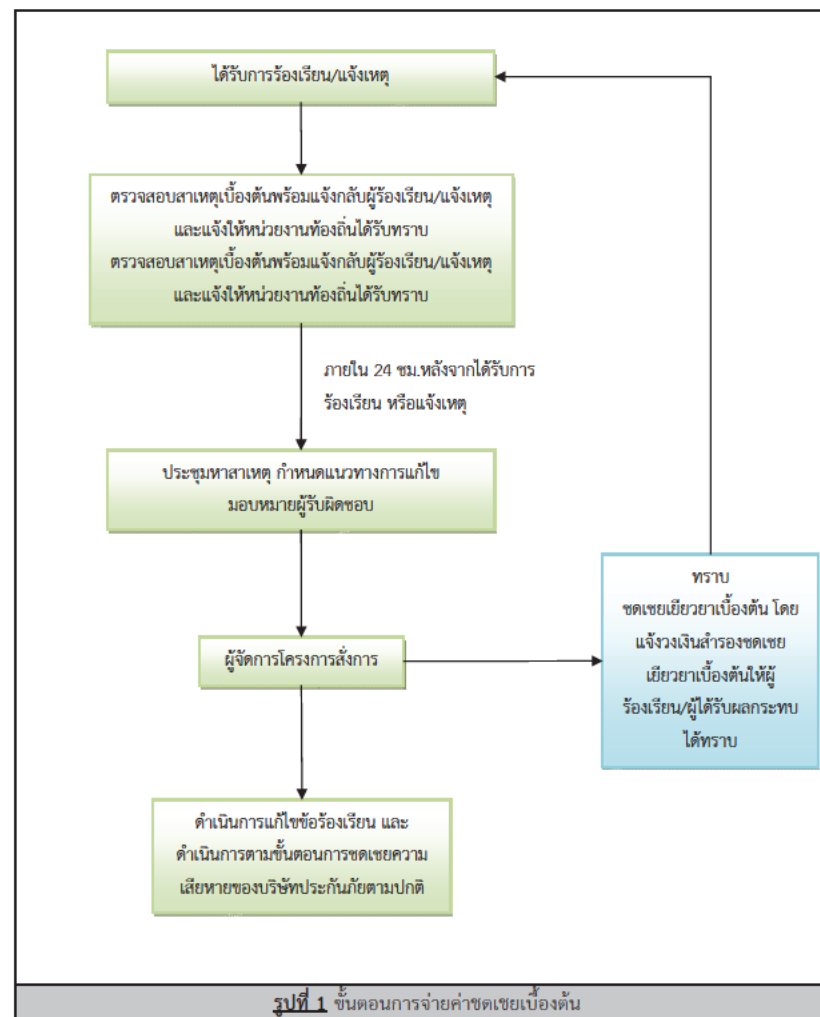 ได้รับการร้องเรียน/แจ้งเหตุ
ตรวจสอบสาเหตุเบื้องต้นพร้อมแจ้งกลับผู้ร้องเรียน/แจ้งเหตุ
และแจ้งให้หน่วยงานท้องถิ่นได้รับทราบ
ตรวจสอบสาเหตุเบื้องต้นพร้อมแจ้งกลับผู้ร้องเรียน/แจ้งเหตุ
และแจ้งให้หน่วยงานท้องถิ่นได้รับทราบ
ภายใน 24 ชม.หลังจากได้รับการ
ร้องเรียน หรือแจ้งเหตุ
ประชุมหาสาเหตุ กำหนดแนวทางการแก้ไข
มอบหมายผู้รับผิดชอบ
ผู้จัดการโครงการสั่งการ
ทราบ
ชดเชยเยียวยาเบื้องต้น โดย
แจ้งวงเงินสำรองชดเชย
เยียวยาเบื้องต้นให้ผู้
ร้องเรียน/ผู้ได้รับผลกระทบ
ได้ทราบ
ดำเนินการแก้ไขข้อร้องเรียน และ
ดำเนินการตามขั้นตอนการชดเชยความ
เสียหายของบริษัทประกันภัยตามปกติ
รูปที่ 1 ขั้นตอนการจ่ายค่าชดเชยเบื้องต้น